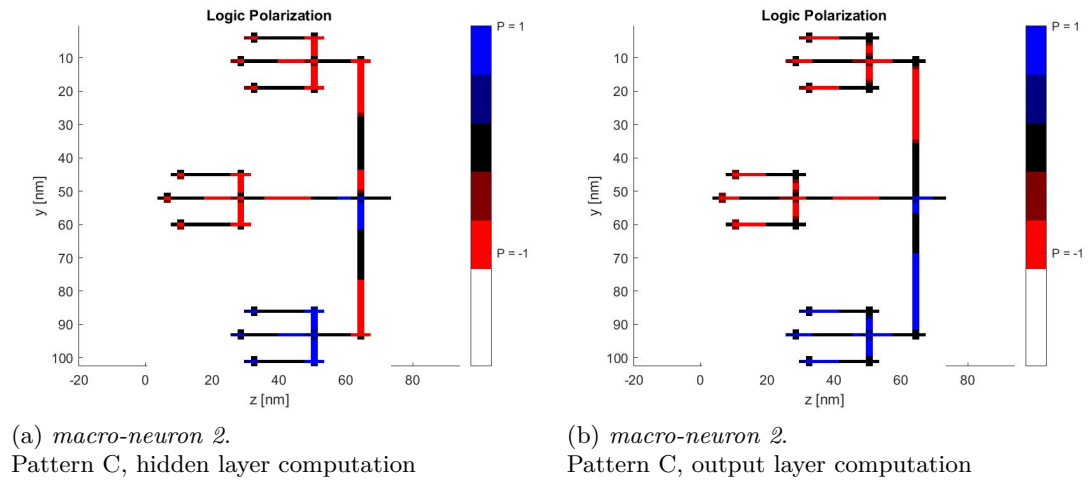 Logic Polarization
P = 1
P = -1
y [nm]
10
20
30
40
50
60
70
80
90
100
-20
0
20
40
60
80
z [nm]
(a) macro-neuron 2.
Pattern C, hidden layer computation
Logic Polarization
P = 1
P = -1
y [nm]
10
20
30
40
50
60
70
80
90
100
-20
0
20
40
60
80
z [nm]
(b) macro-neuron 2.
Pattern C, output layer computation